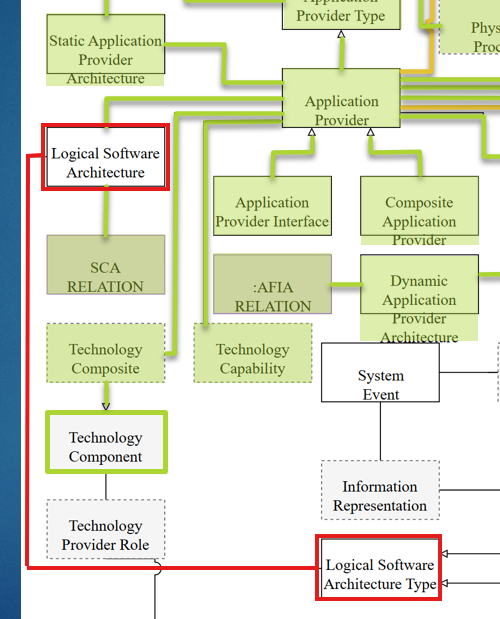 Application
Provider Type
Static Application
Provider
Architecture
Application
Provider
Logical Software
Architecture
Application
Provider Interface
Composite
Application
Provider
SCA
RELATION
:AFIA
RELATION
Dynamic
Application
Provider
Architecture
Technology
Composite
Technology
Capability
System
Event
Technology
Component
Information
Representation
Technology
Provider Role
Logical Software
Architecture Type